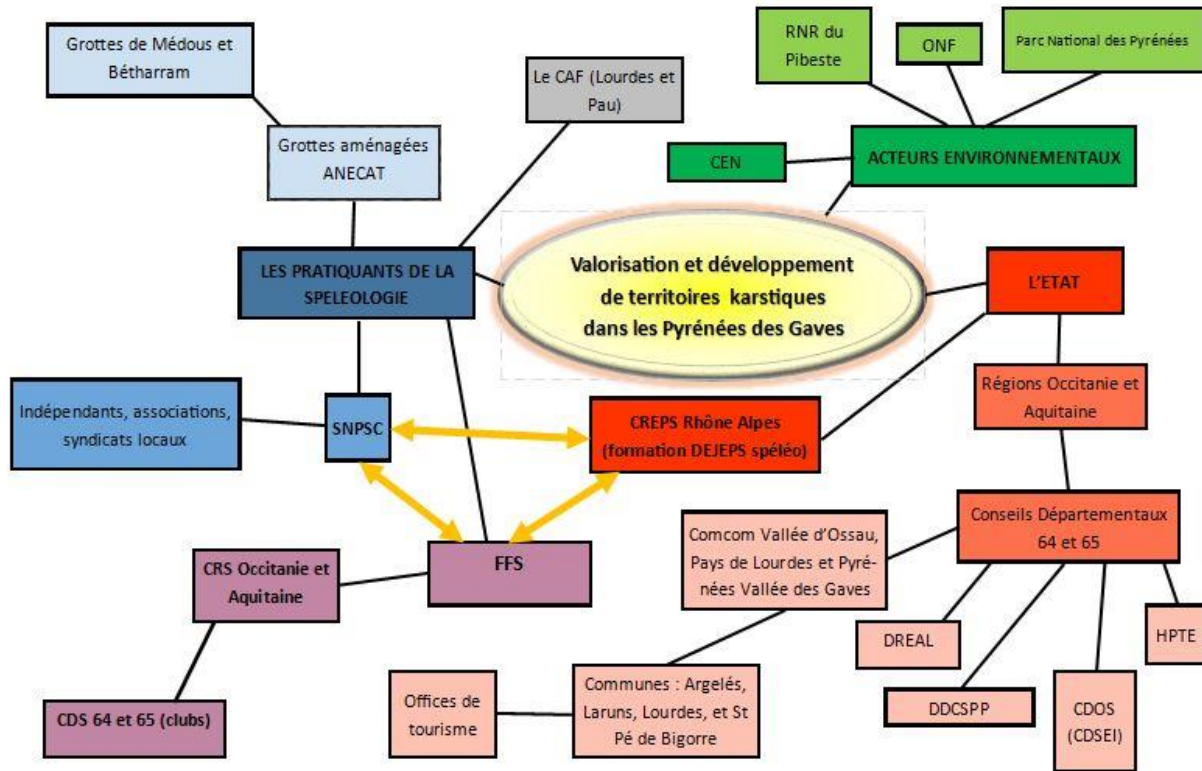 Grottes de Médous et
Bétharram
Le CAF (Lourdes et
Pau)
RNR du
Pibeste
ONF
Parc National des Pyrénées
Grottes aménagées
ANECAT
CEN
ACTEURS ENVIRONNEMENTAUX
LES PRATIQUANTS DE LA
SPELEOLOGIE
Valorisation et développement
de territoires karstiques
dans les Pyrénées des Gaves
L'ETAT
Régions Occitanie et
Aquitaine
Indépendants, associations,
syndicats locaux
SNPSC
CREPS Rhône Alpes
(formation DEJEPS spéléo)
Conseils Départementaux
64 et 65
Comcom Vallée d'Ossau,
Pays de Lourdes et Pyré-
nées Vallée des Gaves
FFS
CRS Occitanie et
Aquitaine
DREAL
HPTE
CDS 64 et 65 (clubs)
Offices de
tourisme
Communes : Argelés,
Laruns, Lourdes, et St
Pé de Bigorre
DDCSPP
CDOS
(CDSEI)